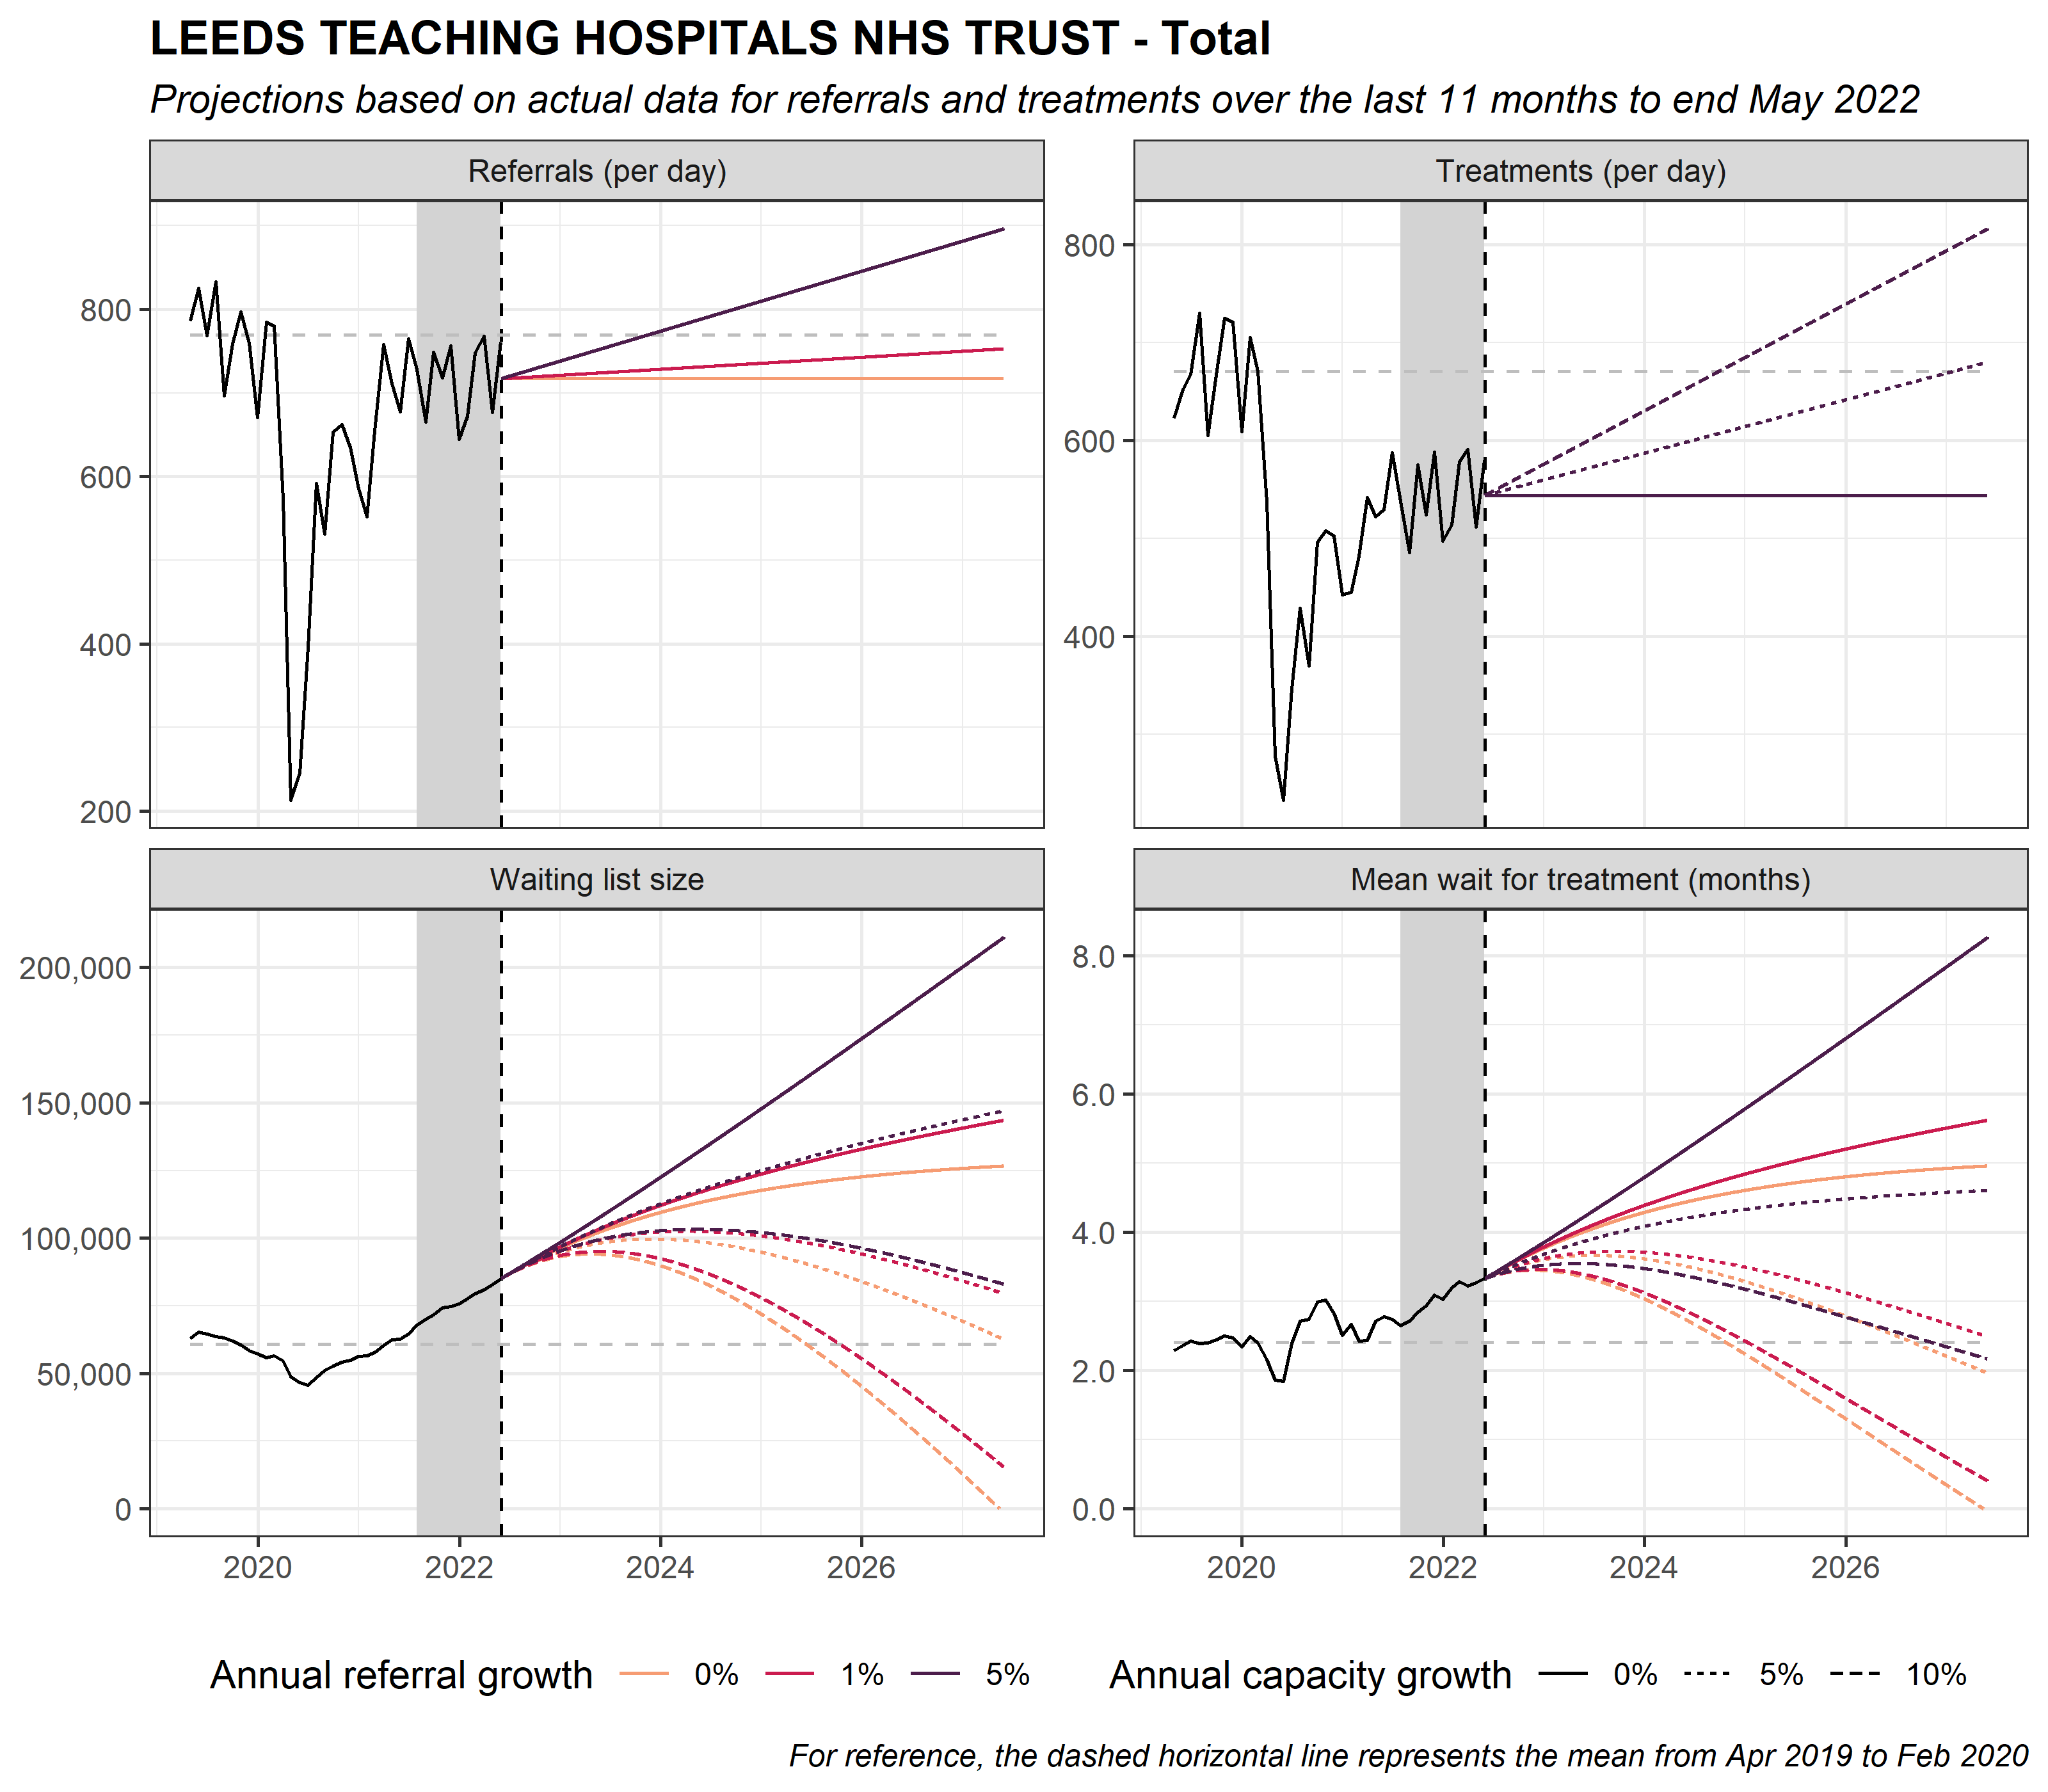 LEEDS TEACHING HOSPITALS NHS TRUST - Total
Projections based on actual data for referrals and treatments over the last 11 months to end May 2022
Referrals (per day)
800
600
400
200
Treatments (per day)
800
600
400
Waiting list size
200,000
150,000
100,000
50,000
0
2020 2022 2024 2026
Mean wait for treatment (months)
8.0
6.0
4.0
2.0
0.0
2020 2022 2024 2026
Annual referral growth 0% 1% 5%
Annual capacity growth 0% 5% 10%
For reference, the dashed horizontal line represents the mean from Apr 2019 to Feb 2020